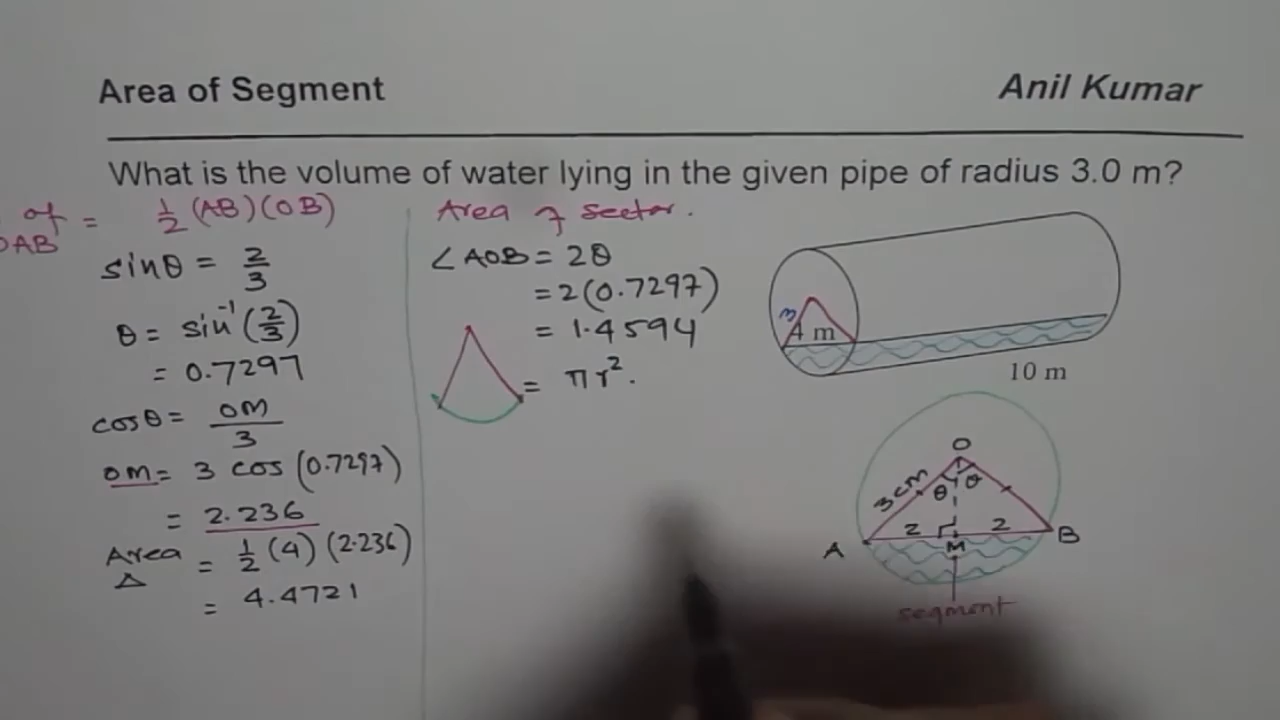 Area of Segment
Anil Kumar
What is the volume of water lying in the given pipe of radius 3.0 m?
of = 1/2 (AB)(OB)
OAB
sinθ = 2/3
θ = sin⁻¹(2/3)
= 0.7297
cosθ = OM/3
OM = 3 cos(0.7297)
= 2.236
Area Δ = 1/2 (4)(2.236)
= 4.4721
Area of sector.
∠AOB = 2θ
= 2(0.7297)
= 1.4594
= πr².
3
4 m
10 m
O
3cm
θ θ
2 2
A M B
segment